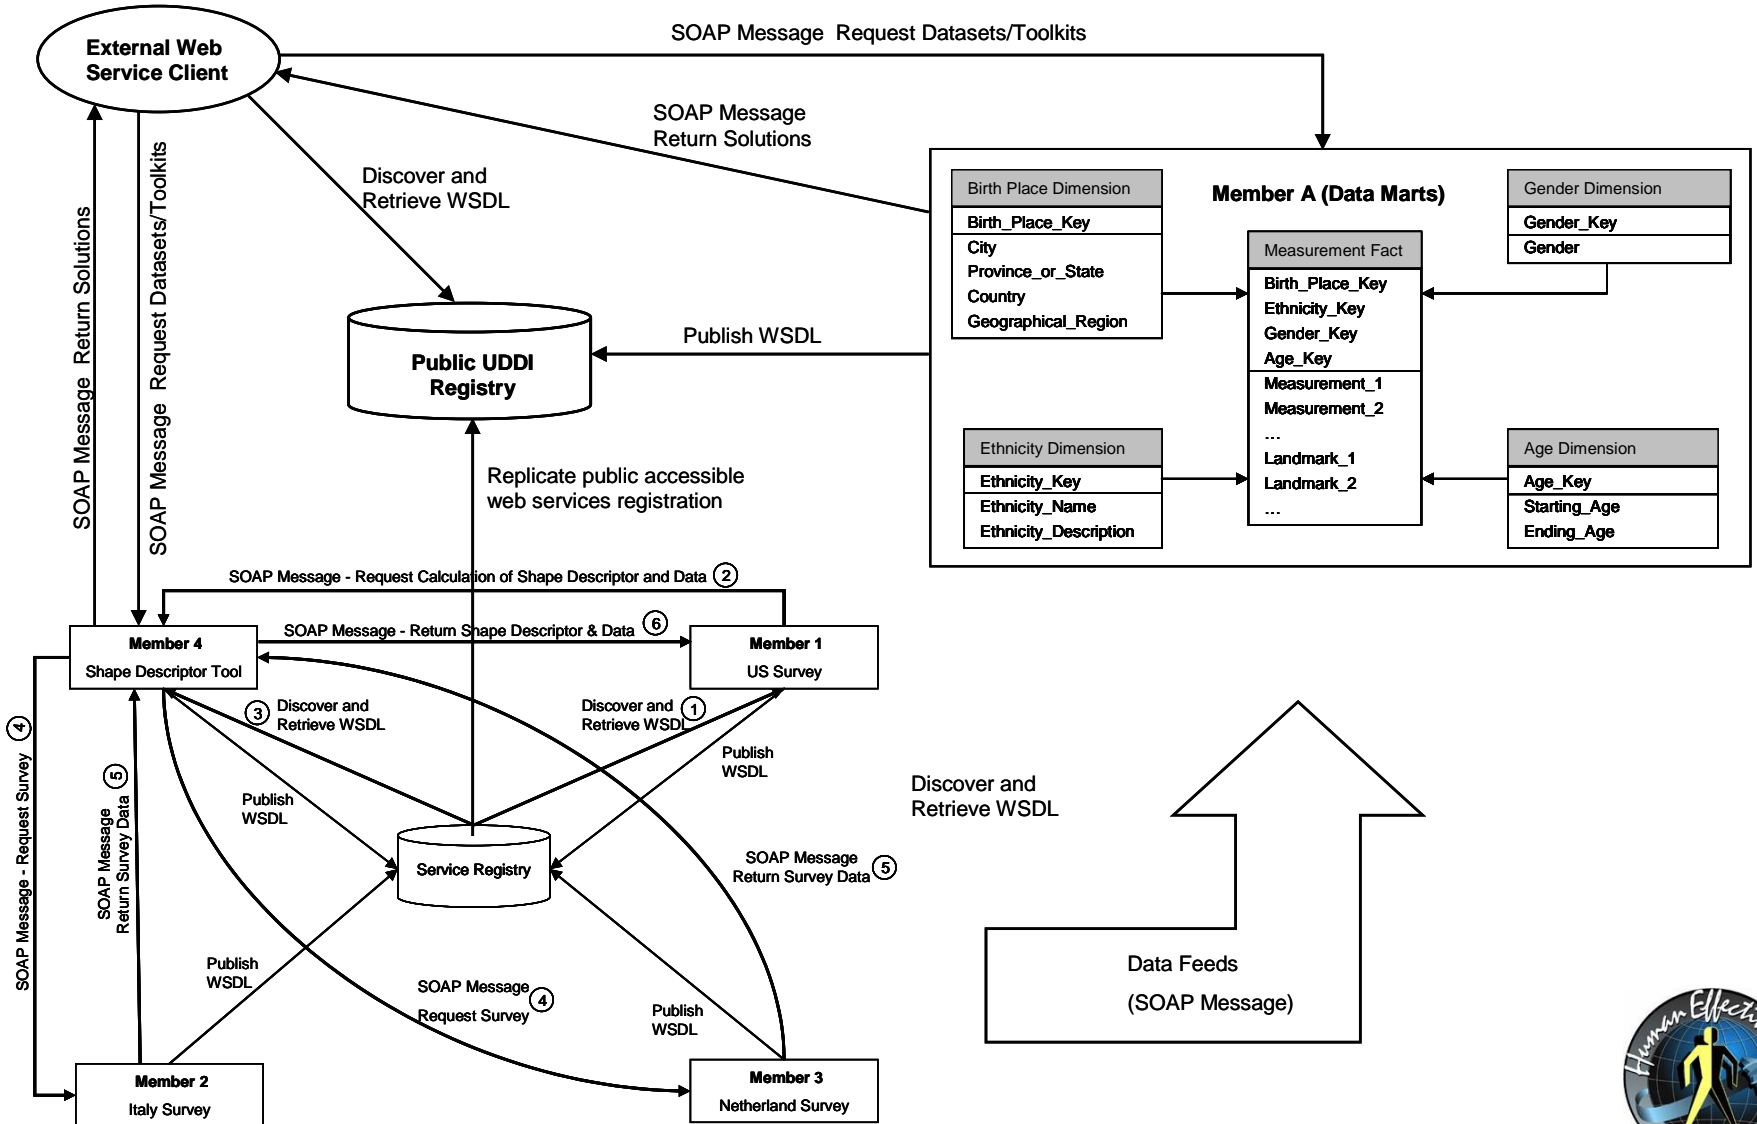 External Web
Service Client
SOAP Message  Request Datasets/Toolkits
SOAP Message
Return Solutions
Discover and
Retrieve WSDL
SOAP Message  Return Solutions
SOAP Message  Request Datasets/Toolkits
Public UDDI
Registry
Publish WSDL
Replicate public accessible
web services registration
Member A (Data Marts)
Birth Place Dimension
Birth_Place_Key
City
Province_or_State
Country
Geographical_Region
Gender Dimension
Gender_Key
Gender
Measurement Fact
Birth_Place_Key
Ethnicity_Key
Gender_Key
Age_Key
Measurement_1
Measurement_2
...
Landmark_1
Landmark_2
...
Ethnicity Dimension
Ethnicity_Key
Ethnicity_Name
Ethnicity_Description
Age Dimension
Age_Key
Starting_Age
Ending_Age
SOAP Message - Request Calculation of Shape Descriptor and Data 2
SOAP Message - Return Shape Descriptor & Data 6
Member 4
Shape Descriptor Tool
Member 1
US Survey
3 Discover and
Retrieve WSDL
Discover and 1
Retrieve WSDL
Publish
WSDL
Publish
WSDL
SOAP Message - Request Survey 4
SOAP Message
Return Survey Data 5
Service Registry
SOAP Message
Return Survey Data 5
Discover and
Retrieve WSDL
Publish
WSDL
SOAP Message
Request Survey 4
Publish
WSDL
Data Feeds
(SOAP Message)
Member 2
Italy Survey
Member 3
Netherland Survey
Human